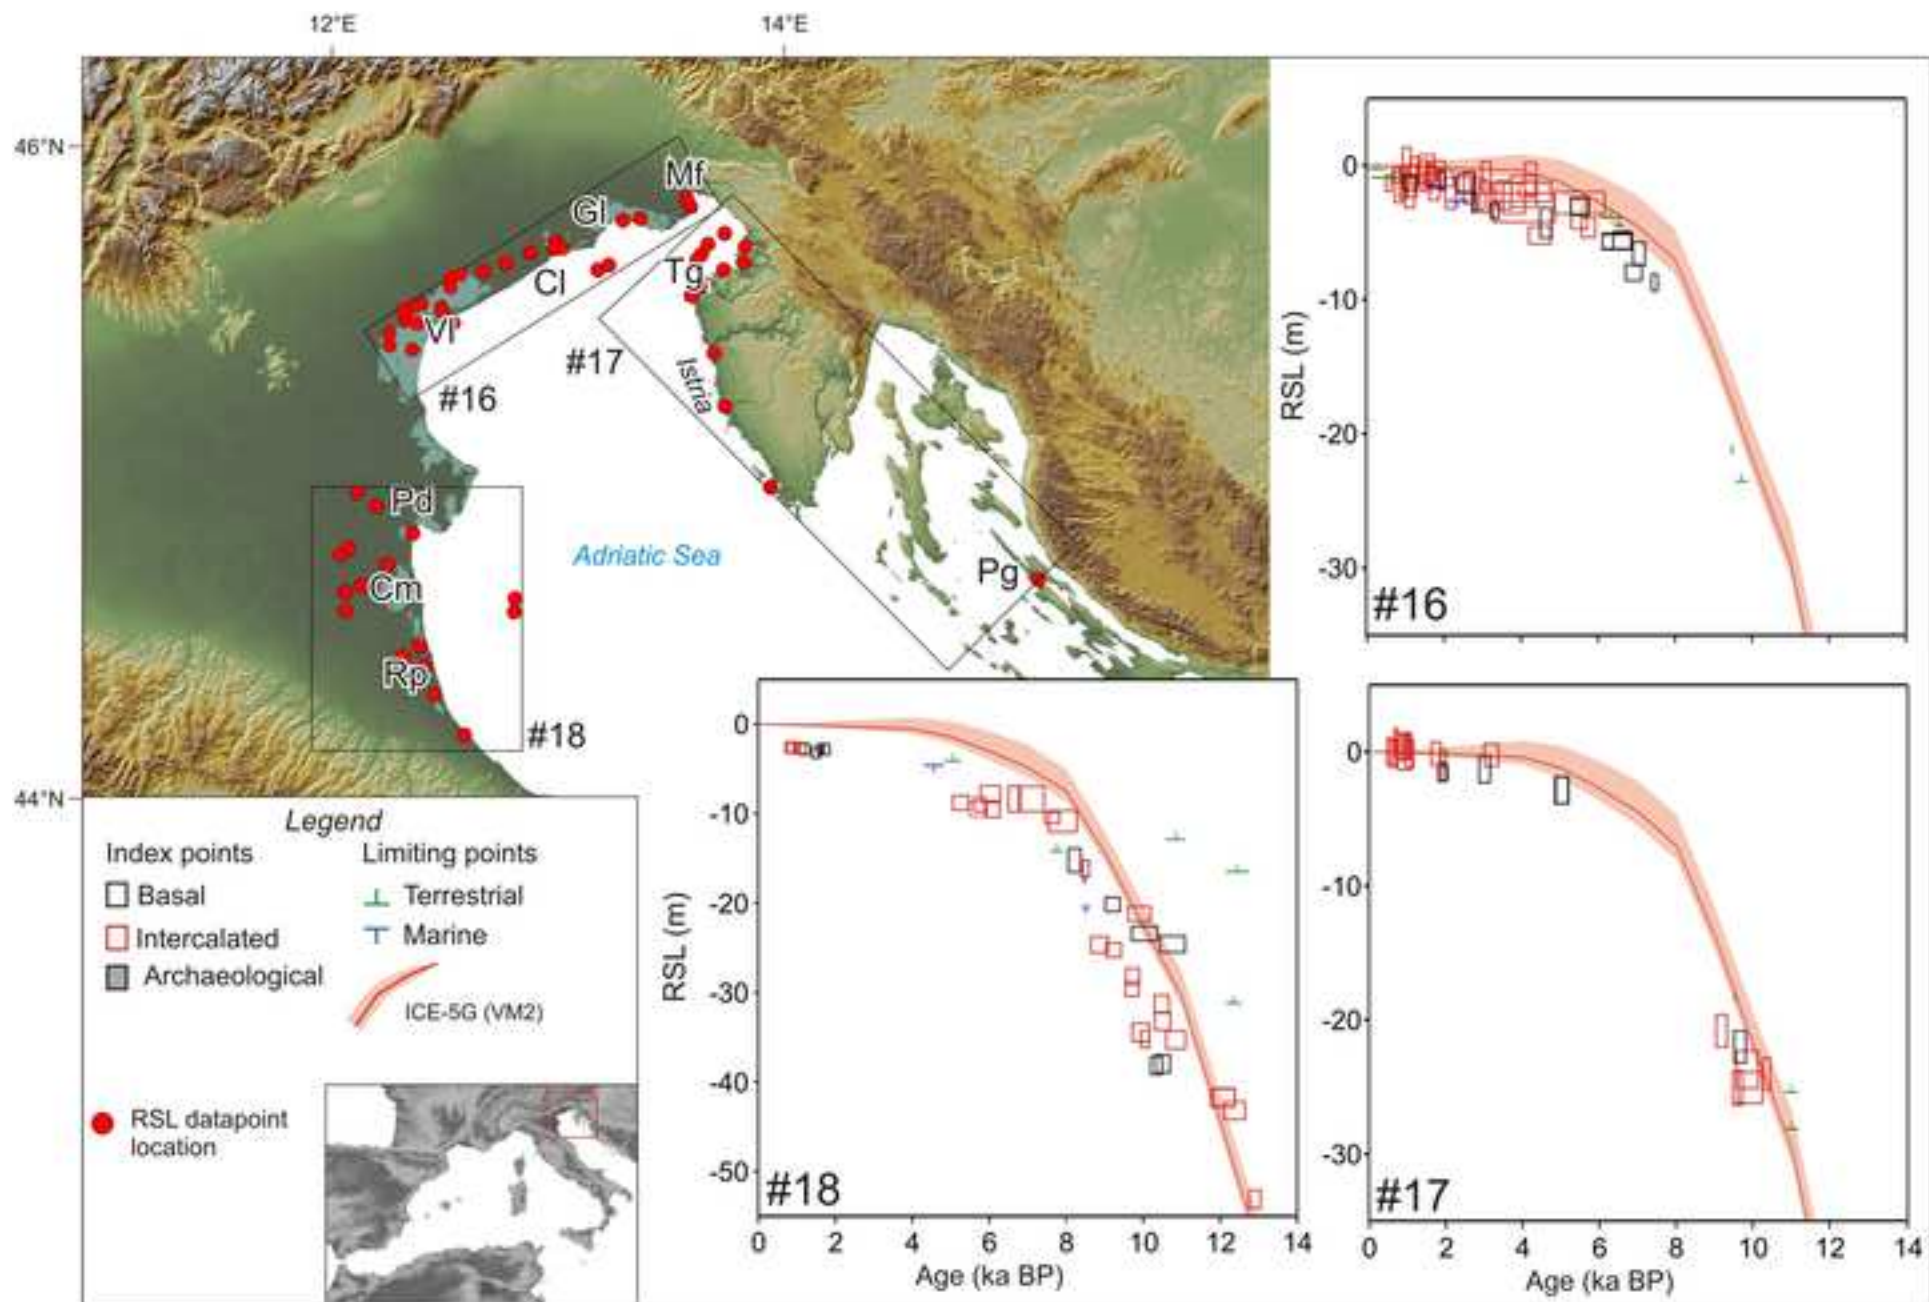 12°E
14°E
46°N
44°N
Mf
Gl
Cl
Tg
Vl
#16
#17
Istria
Pd
Adriatic Sea
Cm
Pg
Rp
#18
Legend
Index points
Limiting points
Basal
Terrestrial
Intercalated
Marine
Archaeological
ICE-5G (VM2)
RSL datapoint
location
RSL (m)
0
-10
-20
-30
#16
RSL (m)
0
-10
-20
-30
-40
-50
#18
0
2
4
6
8
10
12
14
Age (ka BP)
0
-10
-20
-30
#17
0
2
4
6
8
10
12
14
Age (ka BP)